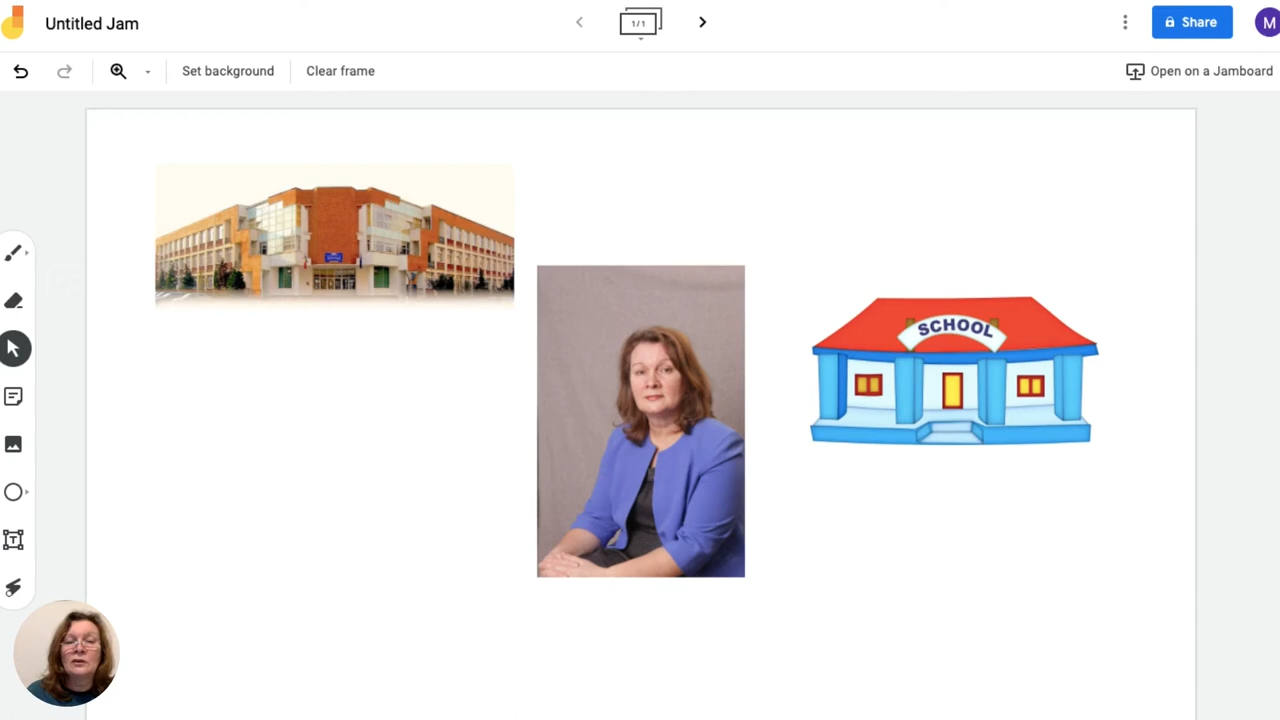 Untitled Jam
1/1
Share
M
Set background
Clear frame
Open on a Jamboard
SCHOOL
T